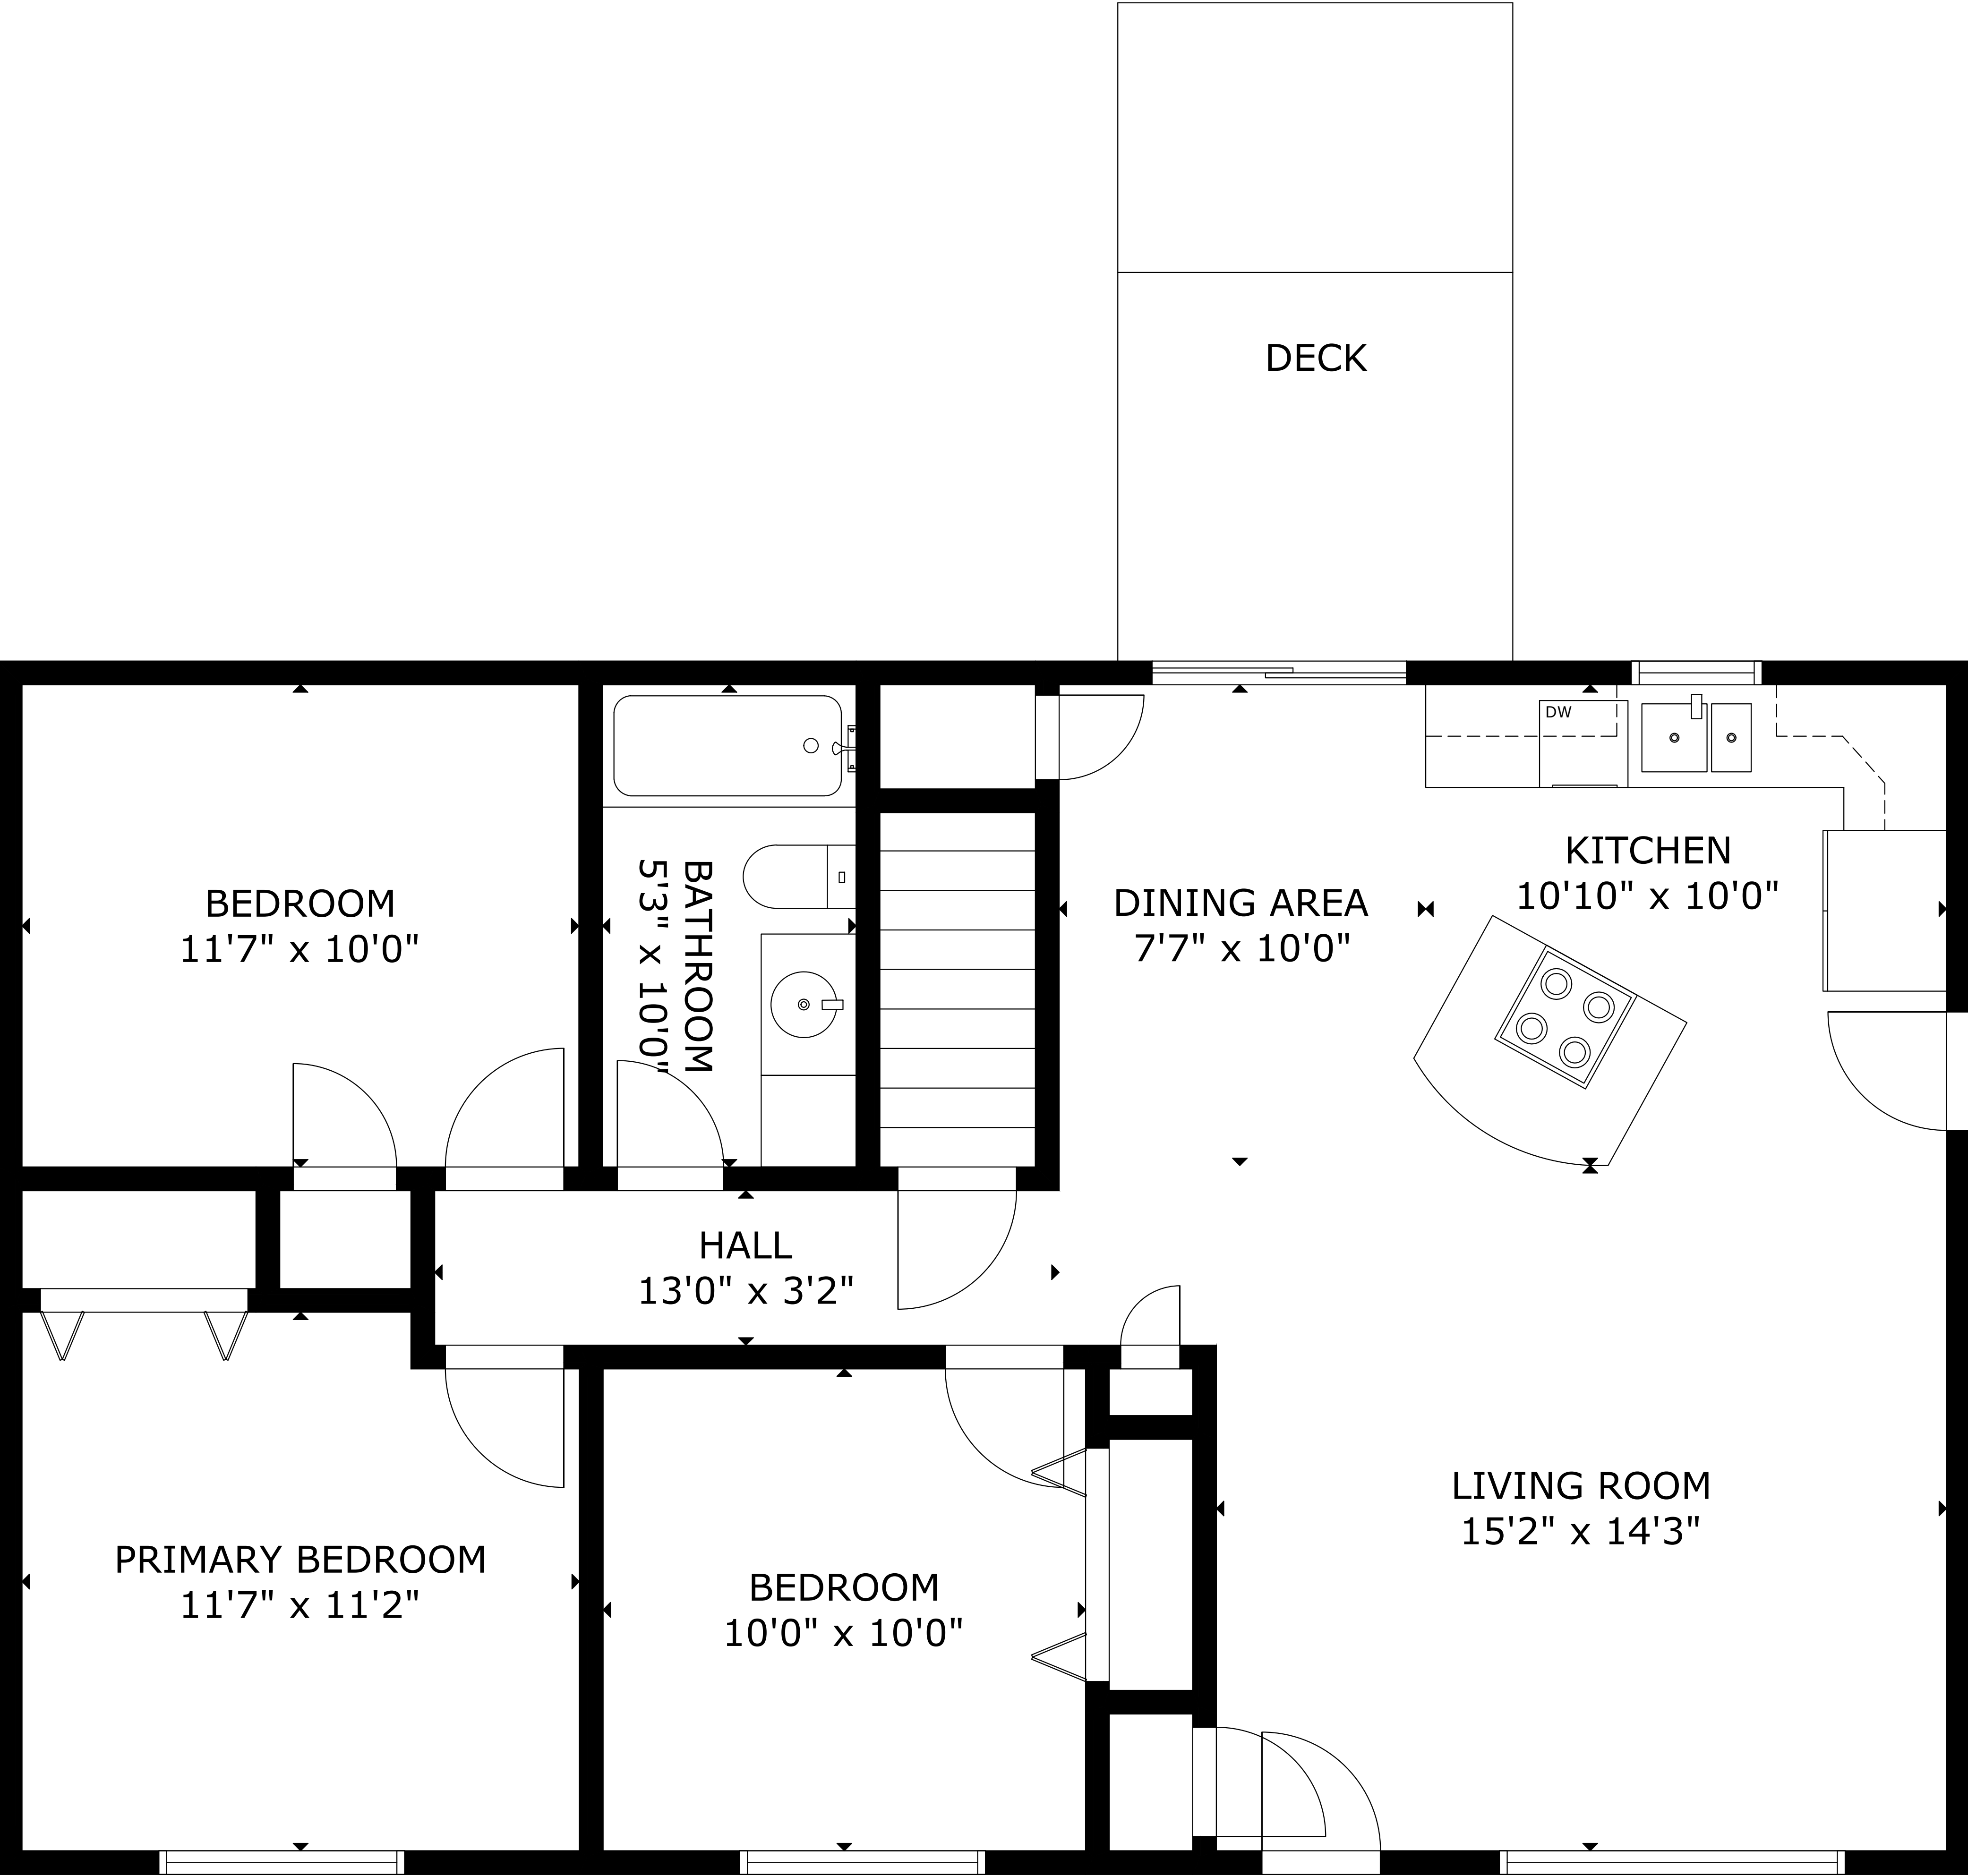 DECK
DW
KITCHEN
10'10" x 10'0"
BEDROOM
11'7" x 10'0"
BATHROOM
5'3" x 10'0"
DINING AREA
7'7" x 10'0"
HALL
13'0" x 3'2"
LIVING ROOM
15'2" x 14'3"
PRIMARY BEDROOM
11'7" x 11'2"
BEDROOM
10'0" x 10'0"